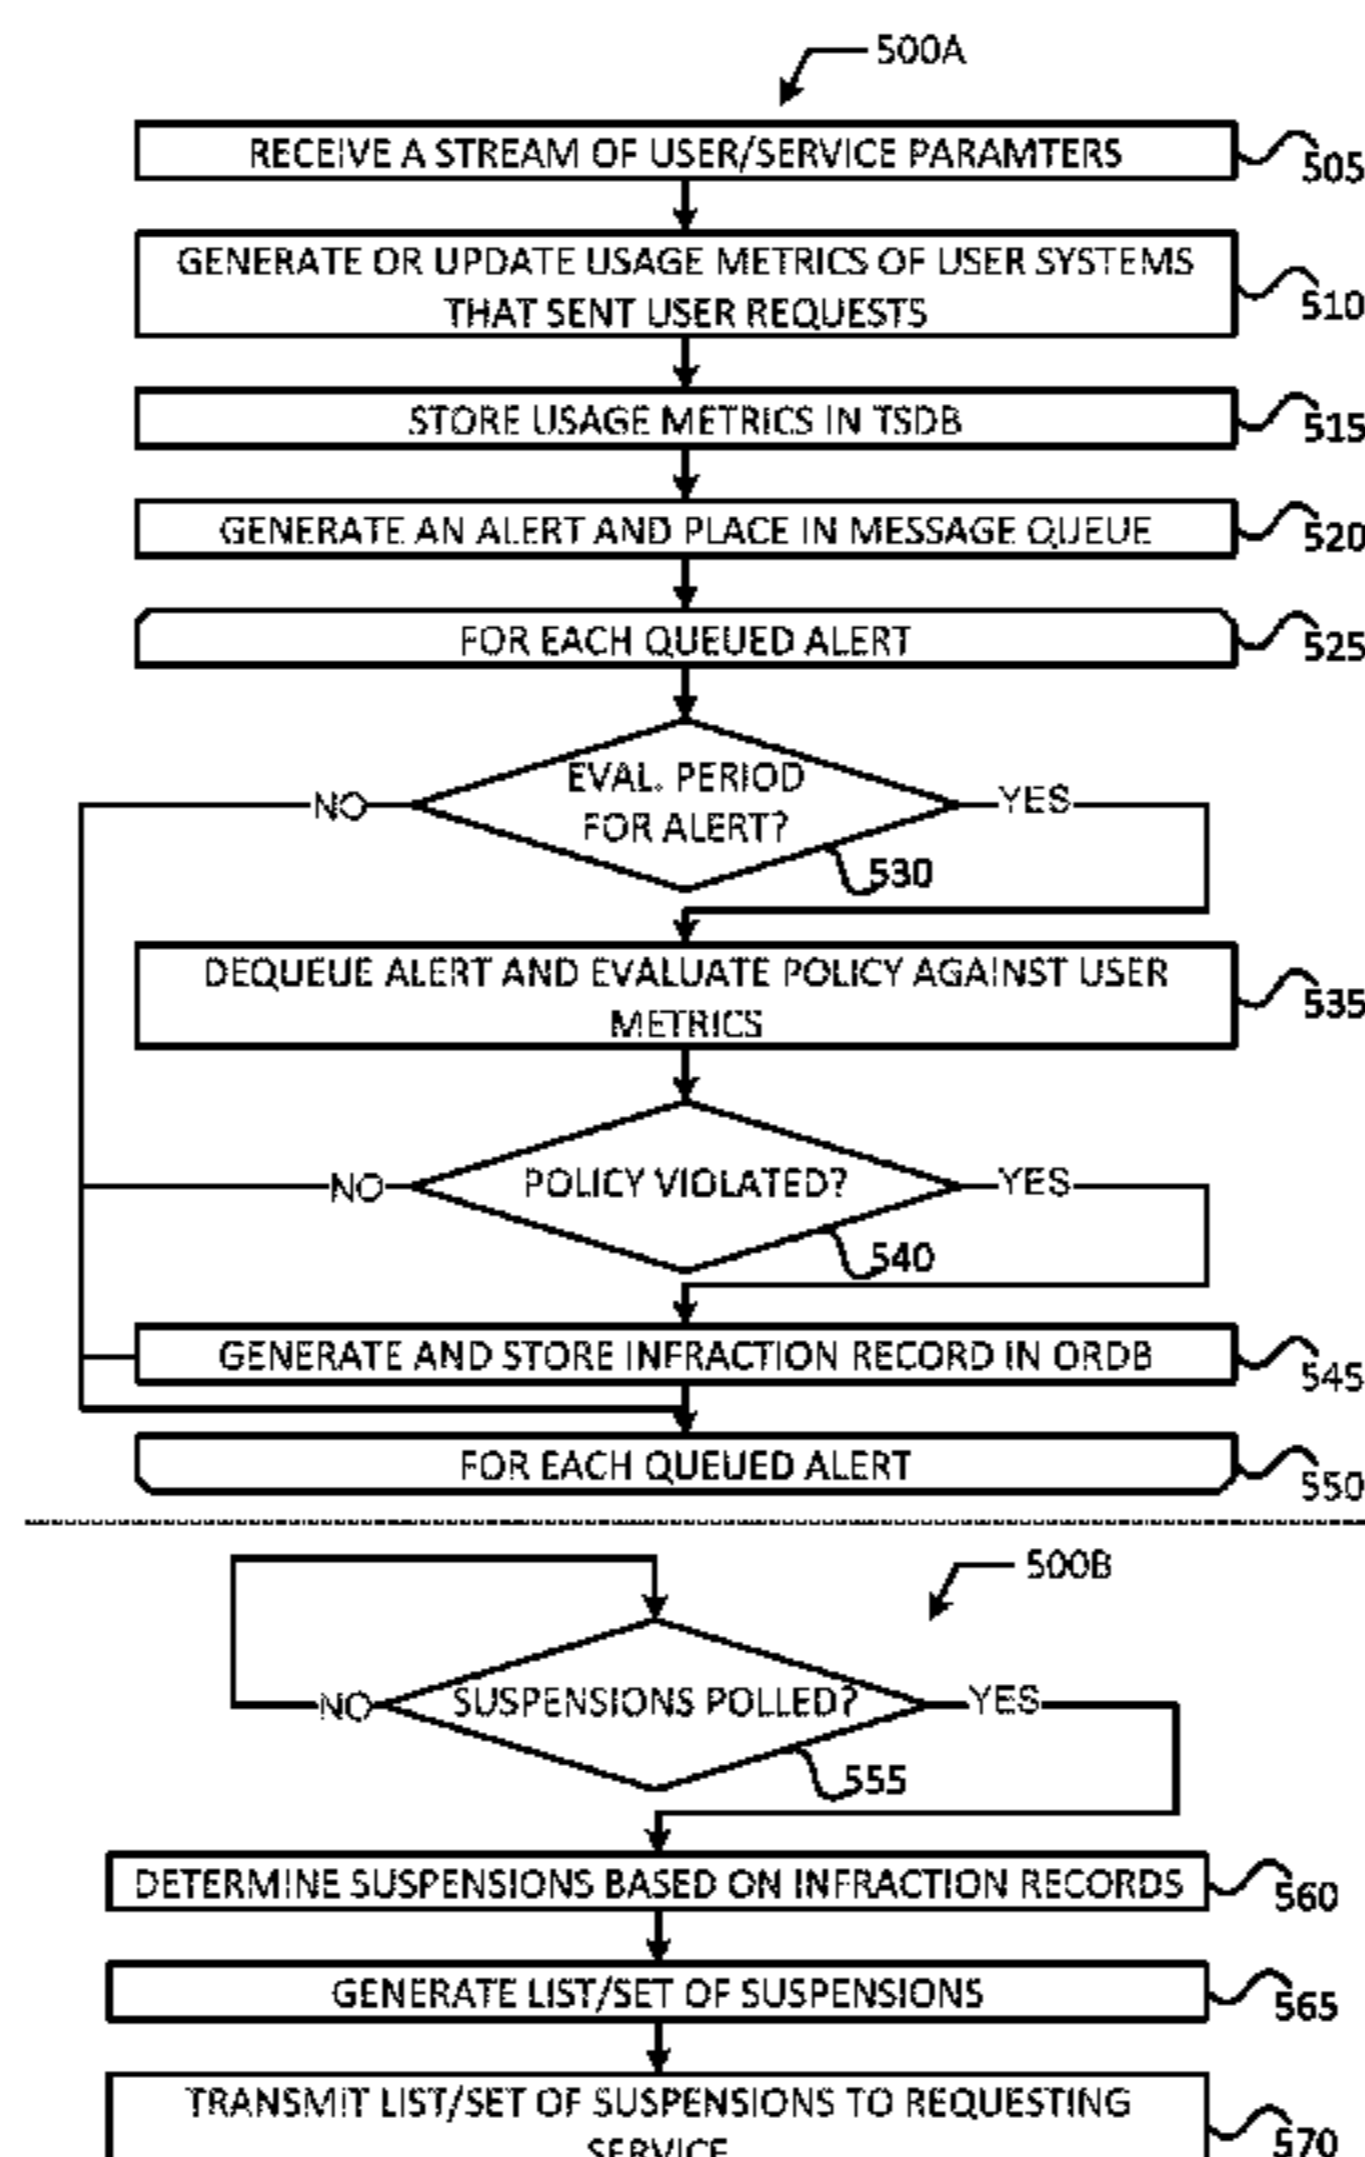 500A
RECEIVE A STREAM OF USER/SERVICE PARAMTERS
505
GENERATE OR UPDATE USAGE METRICS OF USER SYSTEMS
THAT SENT USER REQUESTS
510
STORE USAGE METRICS IN TSDB
515
GENERATE AN ALERT AND PLACE IN MESSAGE QUEUE
520
FOR EACH QUEUED ALERT
525
EVAL. PERIOD
FOR ALERT?
NO
YES
530
DEQUEUE ALERT AND EVALUATE POLICY AGAINST USER
METRICS
535
NO
POLICY VIOLATED?
YES
540
GENERATE AND STORE INFRACTION RECORD IN ORDB
545
FOR EACH QUEUED ALERT
550
500B
NO
SUSPENSIONS POLLED?
YES
555
DETERMINE SUSPENSIONS BASED ON INFRACTION RECORDS
560
GENERATE LIST/SET OF SUSPENSIONS
565
TRANSMIT LIST/SET OF SUSPENSIONS TO REQUESTING
SERVICE
570